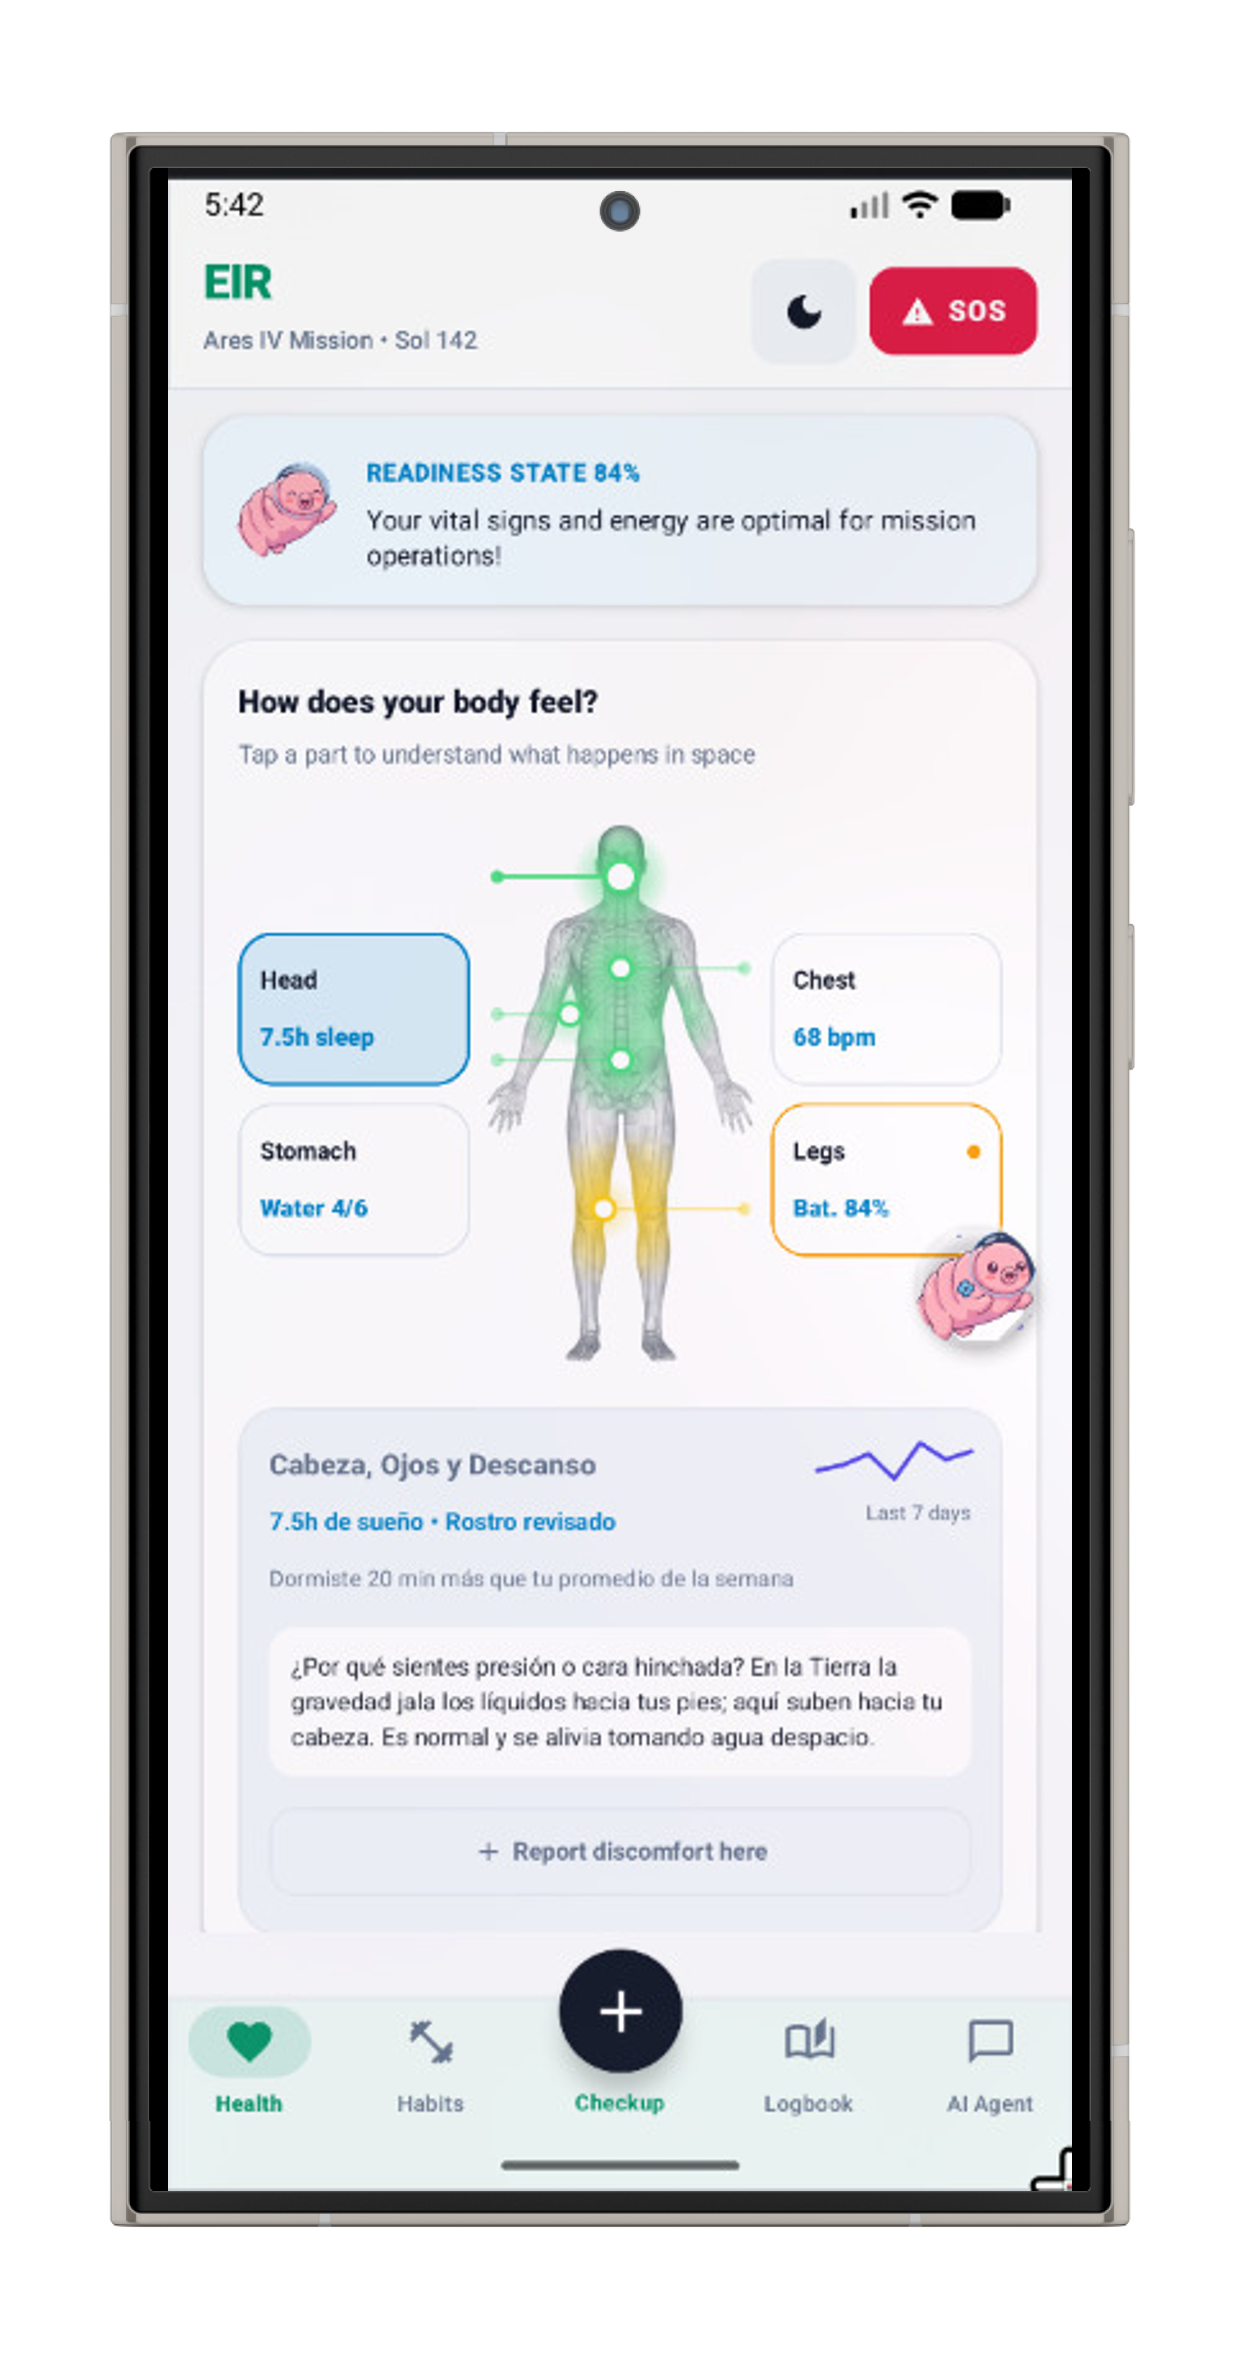 5:42
EIR
Ares IV Mission • Sol 142
SOS
READINESS STATE 84%
Your vital signs and energy are optimal for mission
operations!
How does your body feel?
Tap a part to understand what happens in space
Head
7.5h sleep
Chest
68 bpm
Stomach
Water 4/6
Legs
Bat. 84%
Cabeza, Ojos y Descanso
Last 7 days
7.5h de sueño • Rostro revisado
Dormiste 20 min más que tu promedio de la semana
¿Por qué sientes presión o cara hinchada? En la Tierra la
gravedad jala los líquidos hacia tus pies; aquí suben hacia tu
cabeza. Es normal y se alivia tomando agua despacio.
+ Report discomfort here
Health
Habits
Checkup
Logbook
AI Agent